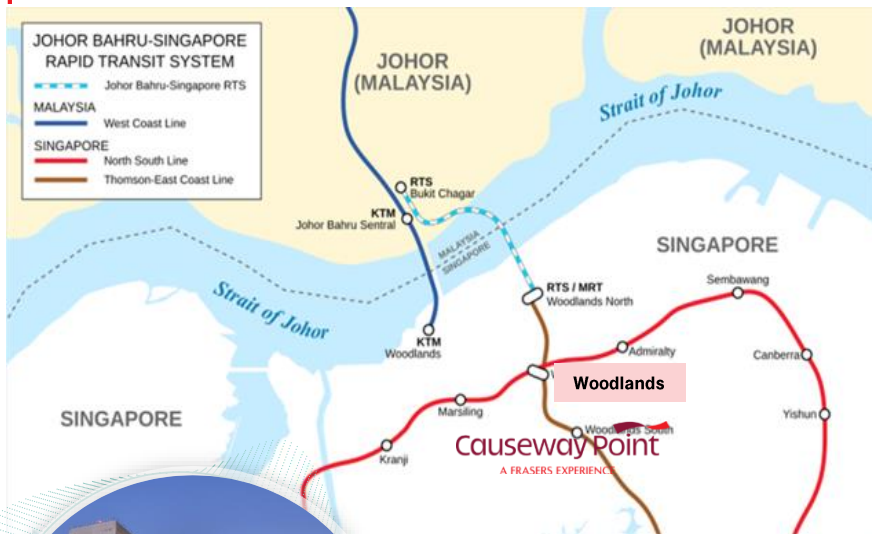 JOHOR BAHRU-SINGAPORE
RAPID TRANSIT SYSTEM
Johor Bahru-Singapore RTS
MALAYSIA
West Coast Line
SINGAPORE
North South Line
Thomson-East Coast Line
JOHOR
(MALAYSIA)
JOHOR
(MALAYSIA)
Strait of Johor
RTS
Bukit Chagar
KTM
Johor Bahru Sentral
MALAYSIA
SINGAPORE
SINGAPORE
Sembawang
RTS / MRT
Woodlands North
Strait of Johor
KTM
Woodlands
Admiralty
Canberra
Woodlands
Marsiling
Yishun
SINGAPORE
Woodlands South
Kranji
Causeway Point
A FRASERS EXPERIENCE